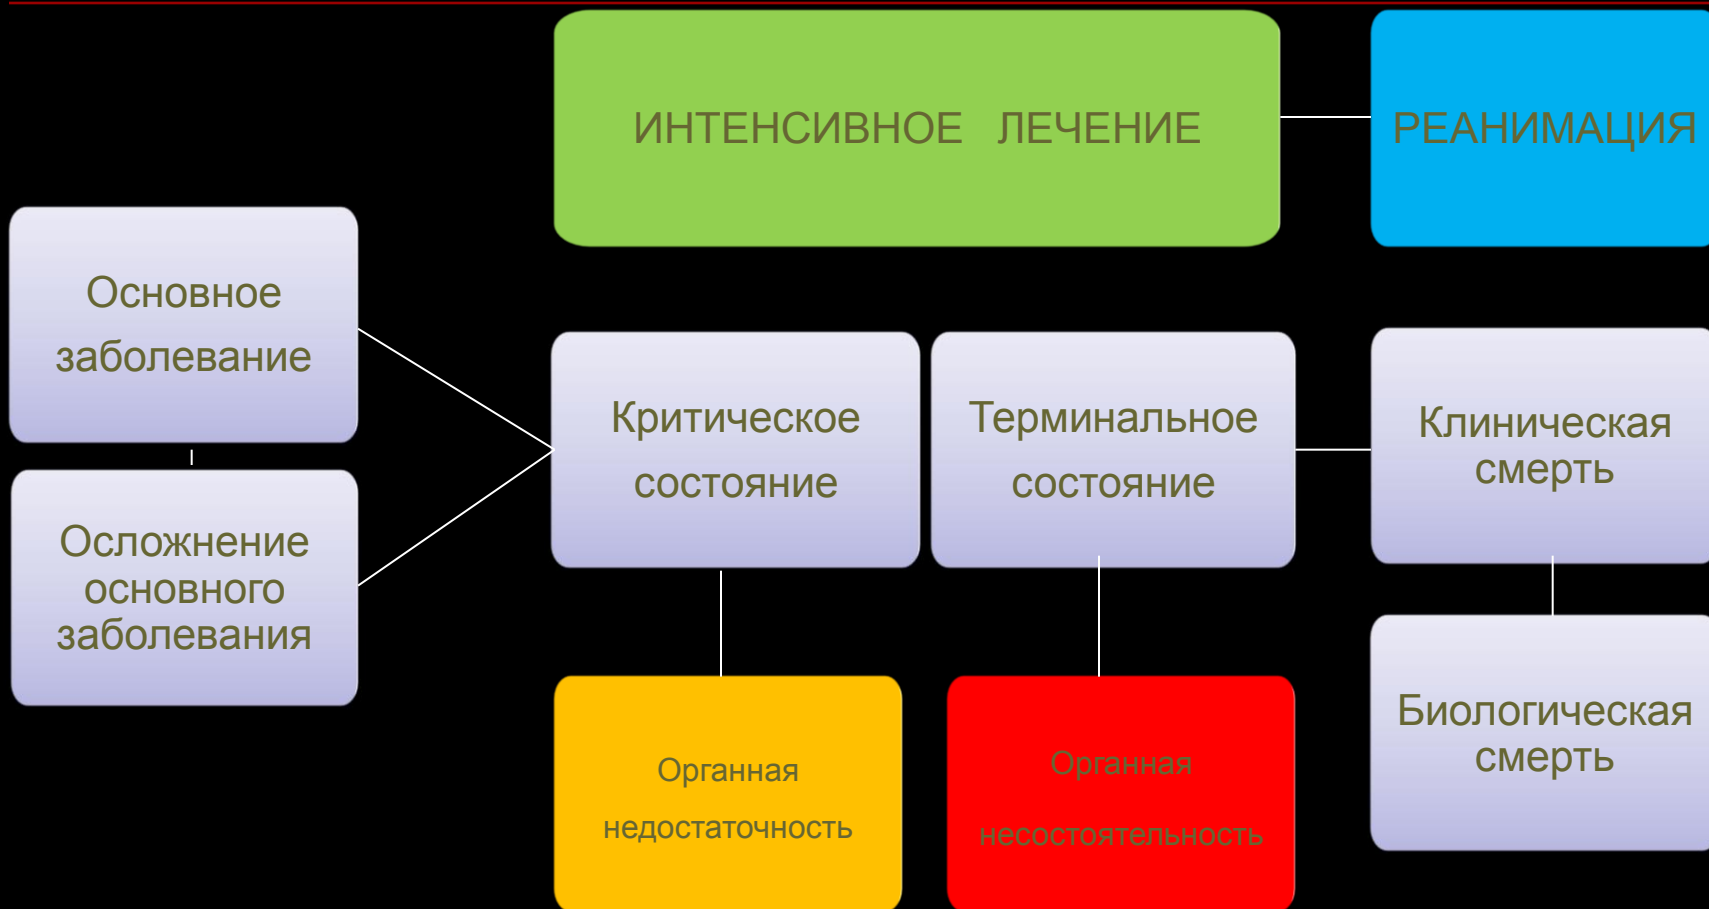 ИНТЕНСИВНОЕ ЛЕЧЕНИЕ
РЕАНИМАЦИЯ
Основное
заболевание
Осложнение
основного
заболевания
Критическое
состояние
Терминальное
состояние
Клиническая
смерть
Органная
недостаточность
Органная
несостоятельность
Биологическая
смерть